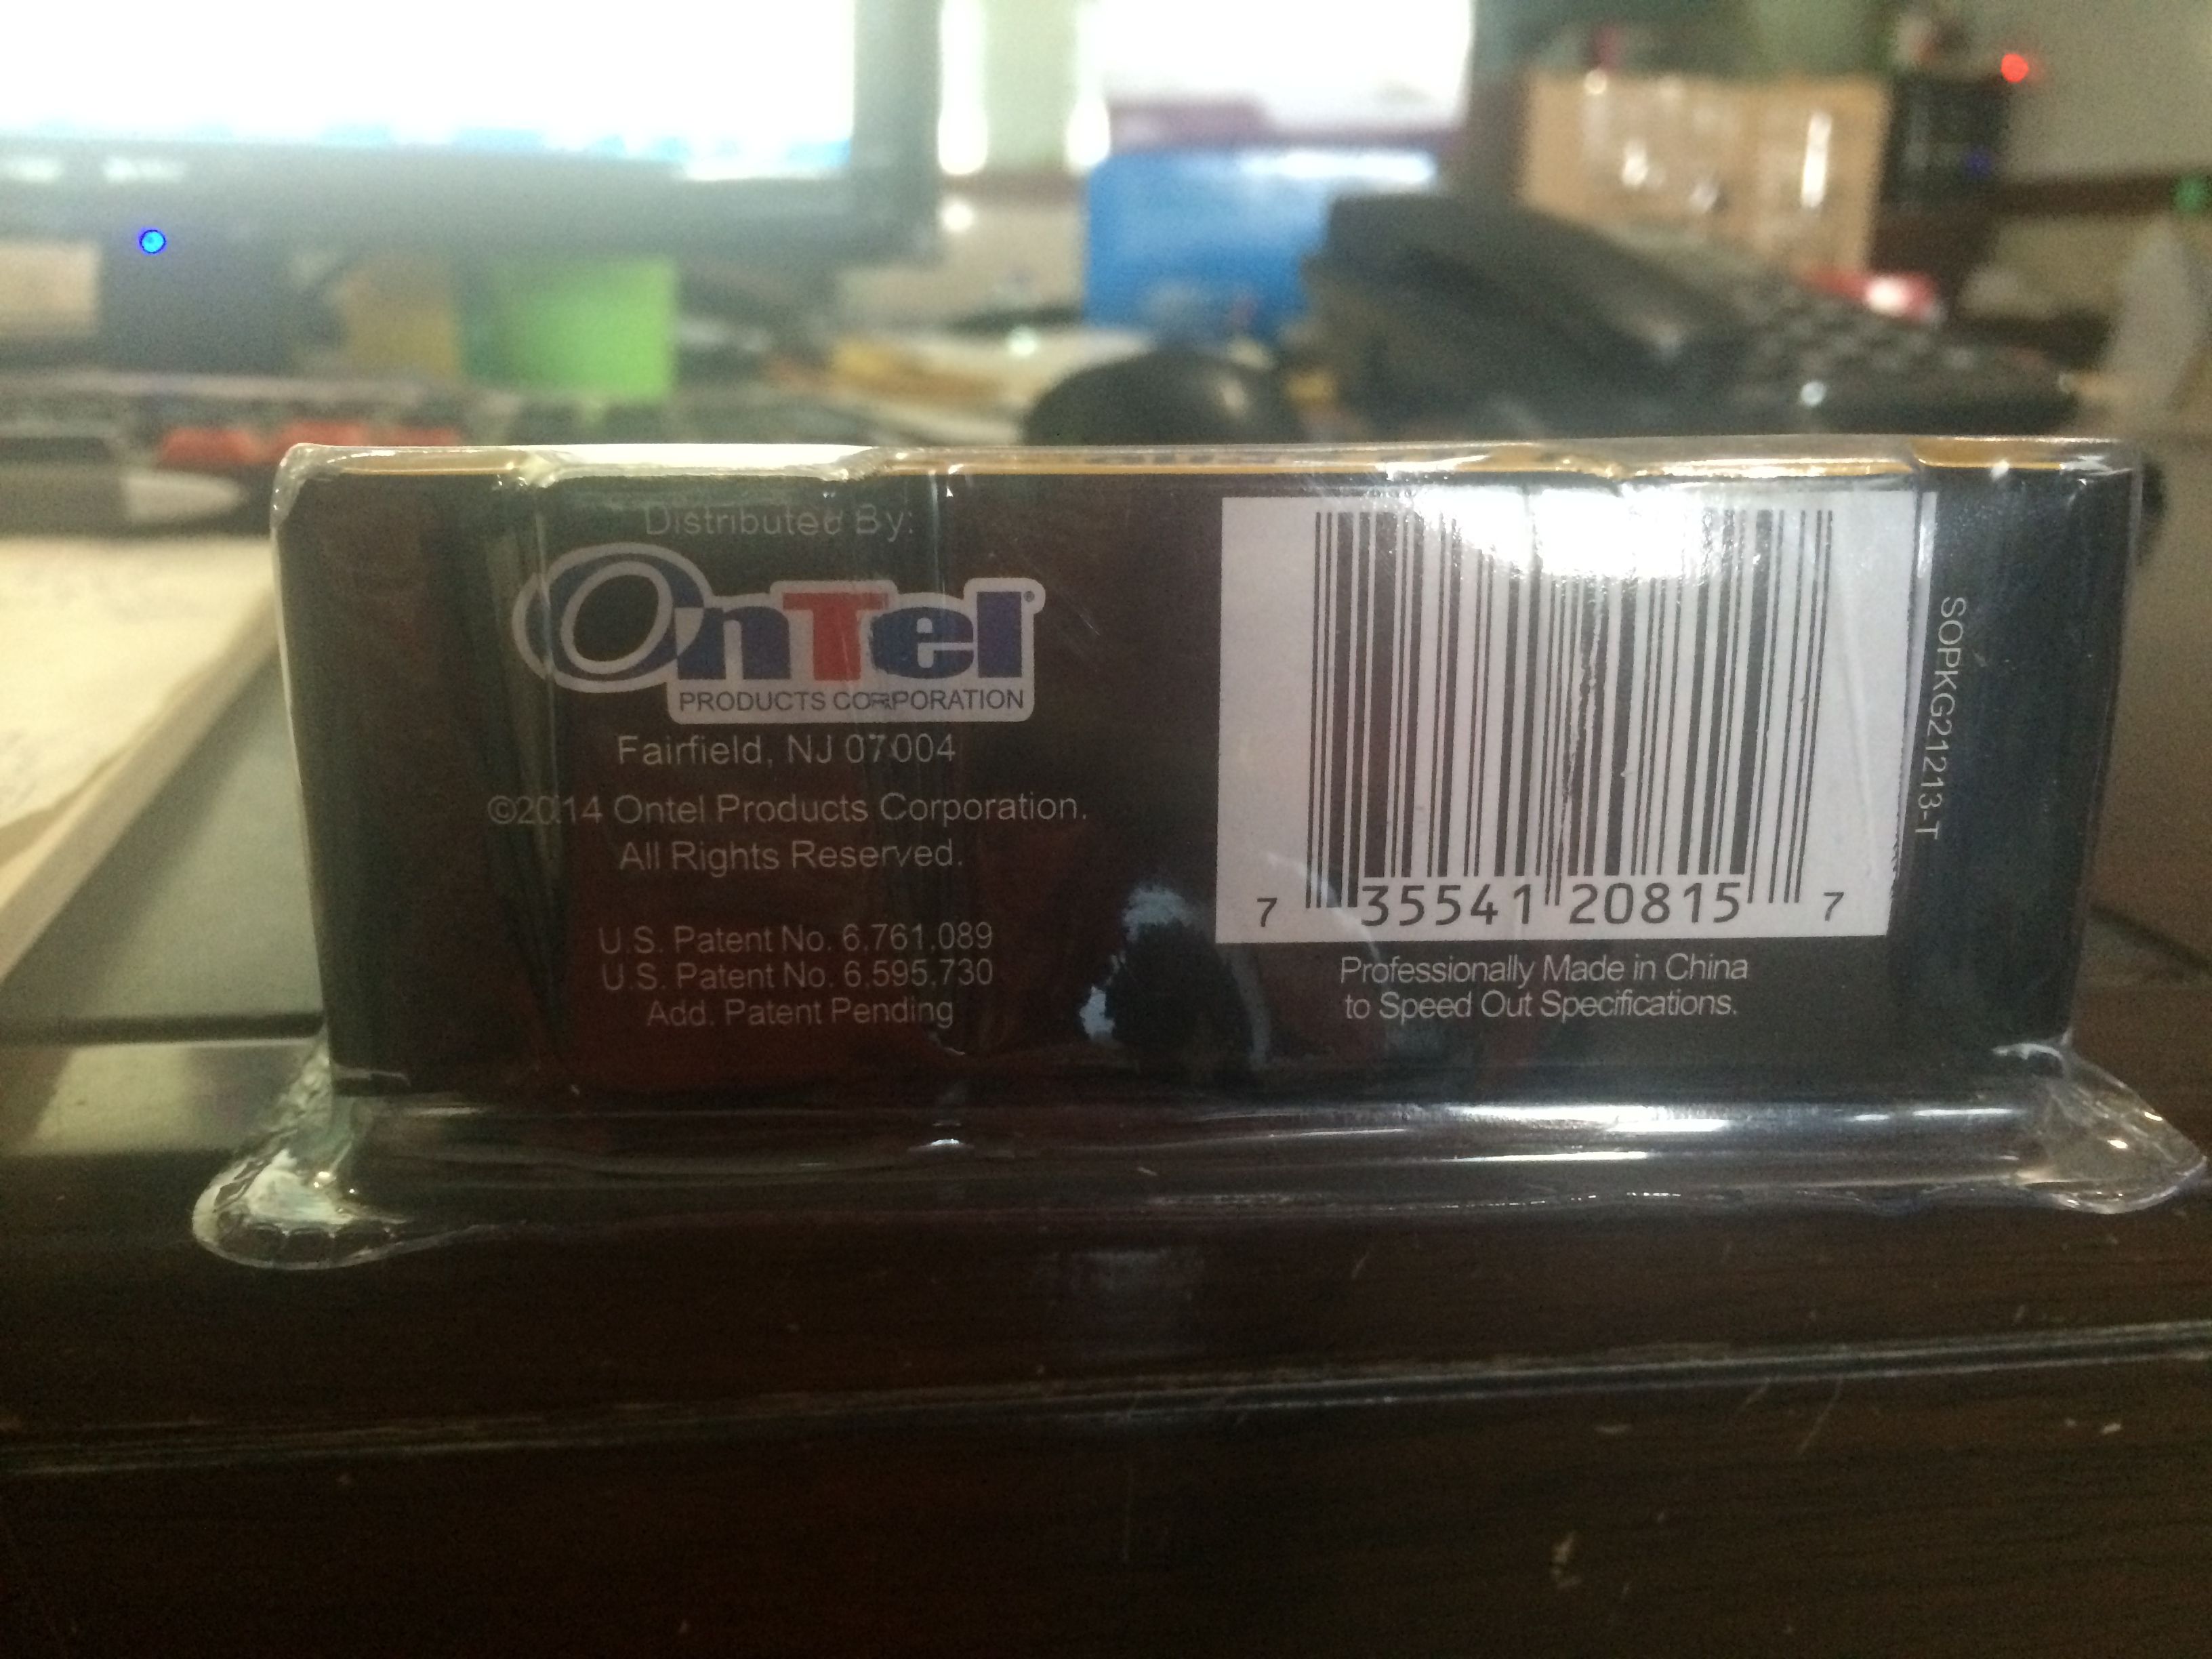 Distributed By:
OnTel®
PRODUCTS CORPORATION
Fairfield, NJ 07004
©2014 Ontel Products Corporation.
All Rights Reserved.
U.S. Patent No. 6,761,089
U.S. Patent No. 6,595,730
Add. Patent Pending
7 35541 20815 7
Professionally Made in China
to Speed Out Specifications.
SOPKG21213-T